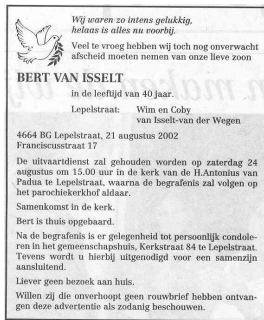 Wij waren zo intens gelukkig,
helaas is alles nu voorbij.
Veel te vroeg hebben wij toch nog onverwacht
afscheid moeten nemen van onze lieve zoon
BERT VAN ISSELT
in de leeftijd van 40 jaar.
Lepelstraat: Wim en Coby
van Isselt-van der Wegen
4664 BG Lepelstraat, 21 augustus 2002
Franciscusstraat 17
De uitvaartdienst zal gehouden worden op zaterdag 24
augustus om 15.00 uur in de kerk van de H.Antonius van
Padua te Lepelstraat, waarna de begrafenis zal volgen op
het parochiekerkhof aldaar.
Samenkomst in de kerk.
Bert is thuis opgebaard.
Na de begrafenis is er gelegenheid tot persoonlijk condole-
ren in het gemeenschapshuis, Kerkstraat 84 te Lepelstraat.
Tevens wordt u hierbij uitgenodigd voor een samenzijn
aansluitend.
Liever geen bezoek aan huis.
Willen zij die onverhoopt geen rouwbrief hebben ontvan-
gen deze advertentie als zodanig beschouwen.